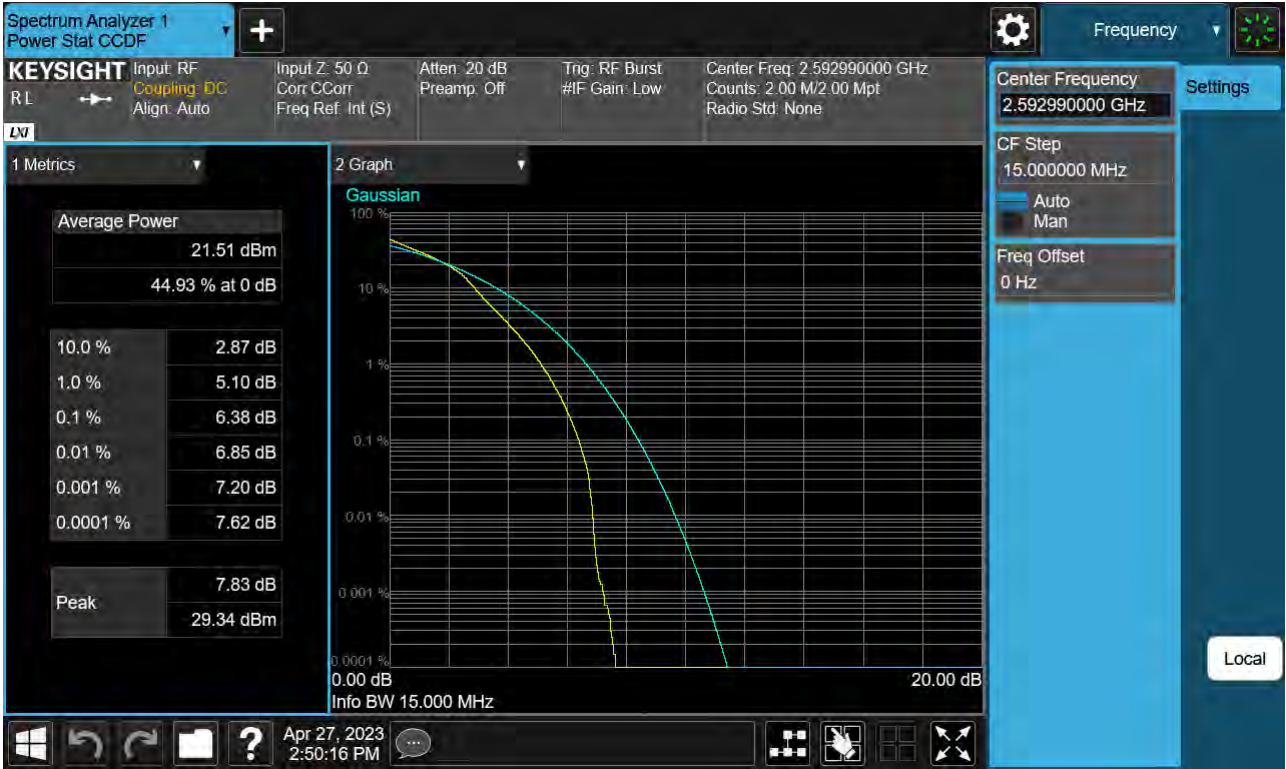 Spectrum Analyzer 1
Power Stat CCDF
Frequency
KEYSIGHT
R L
LXI
Input: RF
Coupling: DC
Align: Auto
Input Z: 50 Ω
Corr CCorr
Freq Ref: Int (S)
Atten: 20 dB
Preamp: Off
Trig: RF Burst
#IF Gain: Low
Center Freq: 2.592990000 GHz
Counts: 2.00 M/2.00 Mpt
Radio Std: None
Center Frequency
2.592990000 GHz
Settings
CF Step
15.000000 MHz
Auto
Man
Freq Offset
0 Hz
1 Metrics
Average Power
21.51 dBm
44.93 % at 0 dB
10.0 % 2.87 dB
1.0 % 5.10 dB
0.1 % 6.38 dB
0.01 % 6.85 dB
0.001 % 7.20 dB
0.0001 % 7.62 dB
Peak
7.83 dB
29.34 dBm
2 Graph
Gaussian
100 %
10 %
1 %
0.1 %
0.01 %
0.001 %
0.0001 %
0.00 dB 20.00 dB
Info BW 15.000 MHz
Local
?
Apr 27, 2023
2:50:16 PM